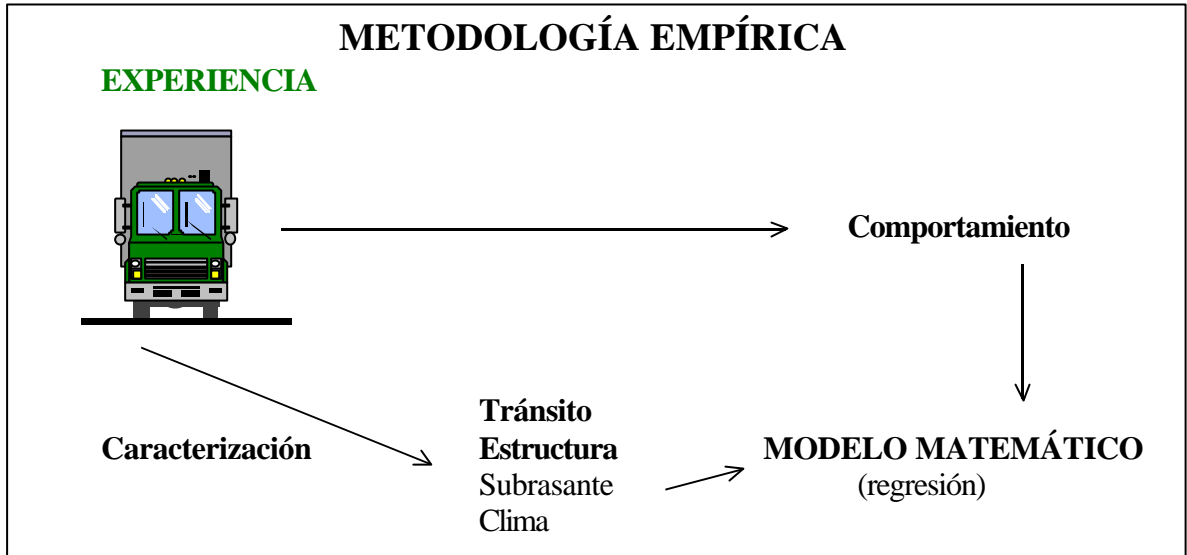 METODOLOGÍA EMPÍRICA
EXPERIENCIA
Comportamiento
Caracterización
Tránsito
Estructura
Subrasante
Clima
MODELO MATEMÁTICO
(regresión)